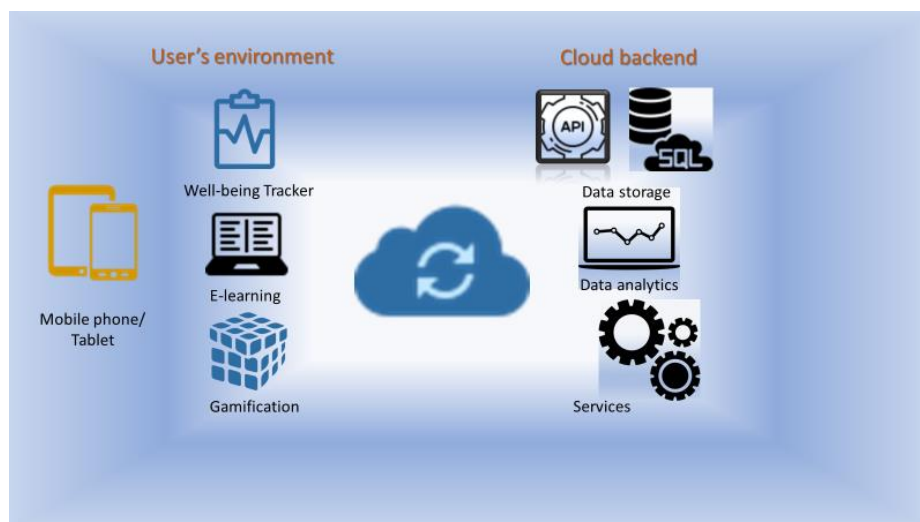 User's environment
Cloud backend
API
SQL
Well-being Tracker
Data storage
E-learning
Data analytics
Mobile phone/
Tablet
Gamification
Services